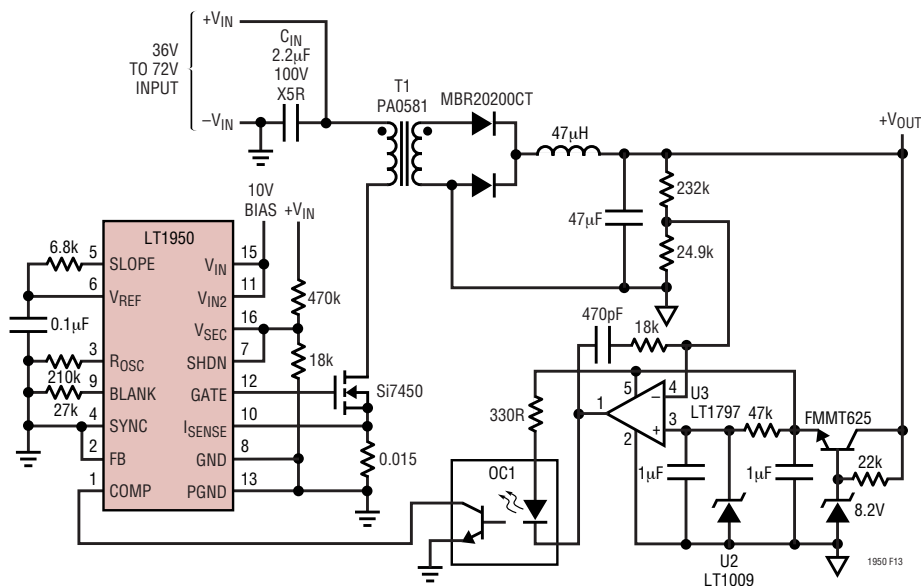 +VIN
36V
TO 72V
INPUT
CIN
2.2µF
100V
X5R
–VIN
T1
PA0581
MBR20200CT
47µH
+VOUT
232k
47µF
24.9k
10V
BIAS
+VIN
LT1950
6.8k
5
SLOPE
6
VREF
0.1µF
3
ROSC
210k
9
BLANK
27k
4
SYNC
2
FB
1
COMP
VIN
15
VIN2
11
VSEC
16
SHDN
7
GATE
12
ISENSE
10
GND
8
PGND
13
470k
18k
Si7450
0.015
470pF
18k
330R
1
5
4
–
U3
LT1797
3
+
2
47k
FMMT625
1µF
1µF
22k
8.2V
U2
LT1009
OC1
1950 F13